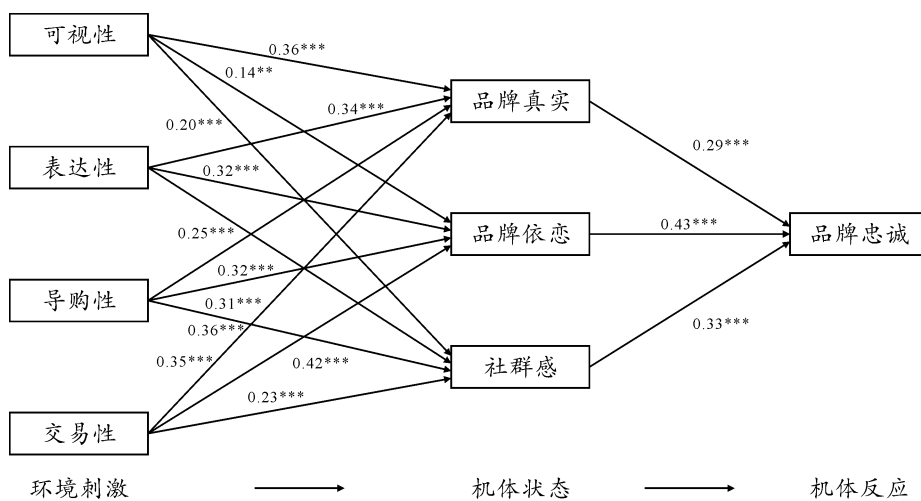 可视性
0.36***
0.14**
品牌真实
0.34***
0.20***
0.29***
表达性
0.32***
0.25***
品牌依恋
0.43***
品牌忠诚
0.32***
导购性
0.31***
0.36***
0.33***
0.35***
0.42***
社群感
0.23***
交易性
环境刺激
机体状态
机体反应